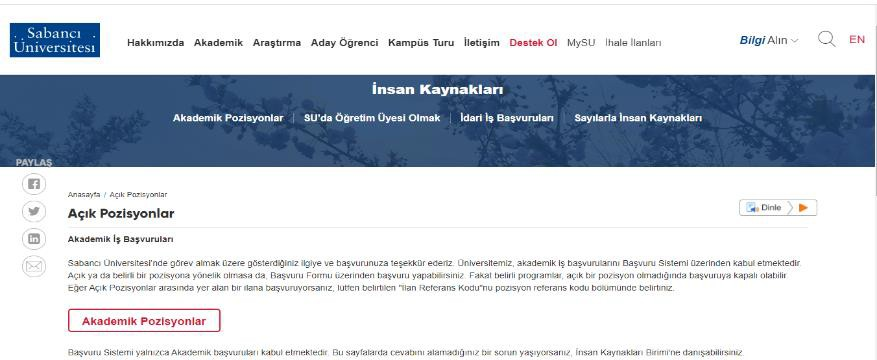 Sabancı
Üniversitesi
Hakkımızda Akademik Araştırma Aday Öğrenci Kampüs Turu İletişim Destek Ol MySU İhale İlanları
Bilgi Alın
EN
İnsan Kaynakları
Akademik Pozisyonlar
SU'da Öğretim Üyesi Olmak
İdari İş Başvuruları
Sayılarla İnsan Kaynakları
PAYLAŞ
Anasayfa / Açık Pozisyonlar
Açık Pozisyonlar
Dinle
Akademik İş Başvuruları
Sabancı Üniversitesi'nde görev almak üzere gösterdiğiniz ilgiye ve başvurunuza teşekkür ederiz. Üniversitemiz, akademik iş başvurularını Başvuru Sistemi üzerinden kabul etmektedir.
Açık ya da belirli bir pozisyona yönelik olmasa da, Başvuru Formu üzerinden başvuru yapabilirsiniz. Fakat belirli programlar, açık bir pozisyon olmadığında başvuruya kapalı olabilir.
Eğer Açık Pozisyonlar arasında yer alan bir ilana başvuruyorsanız, lütfen belirtilen "İlan Referans Kodu"nu pozisyon referans kodu bölümünde belirtiniz.
Akademik Pozisyonlar
Başvuru Sistemi yalnızca Akademik başvuruları kabul etmektedir. Bu sayfalarda cevabını alamadığınız bir sorun yaşıyorsanız, İnsan Kaynakları Birimi'ne danışabilirsiniz.